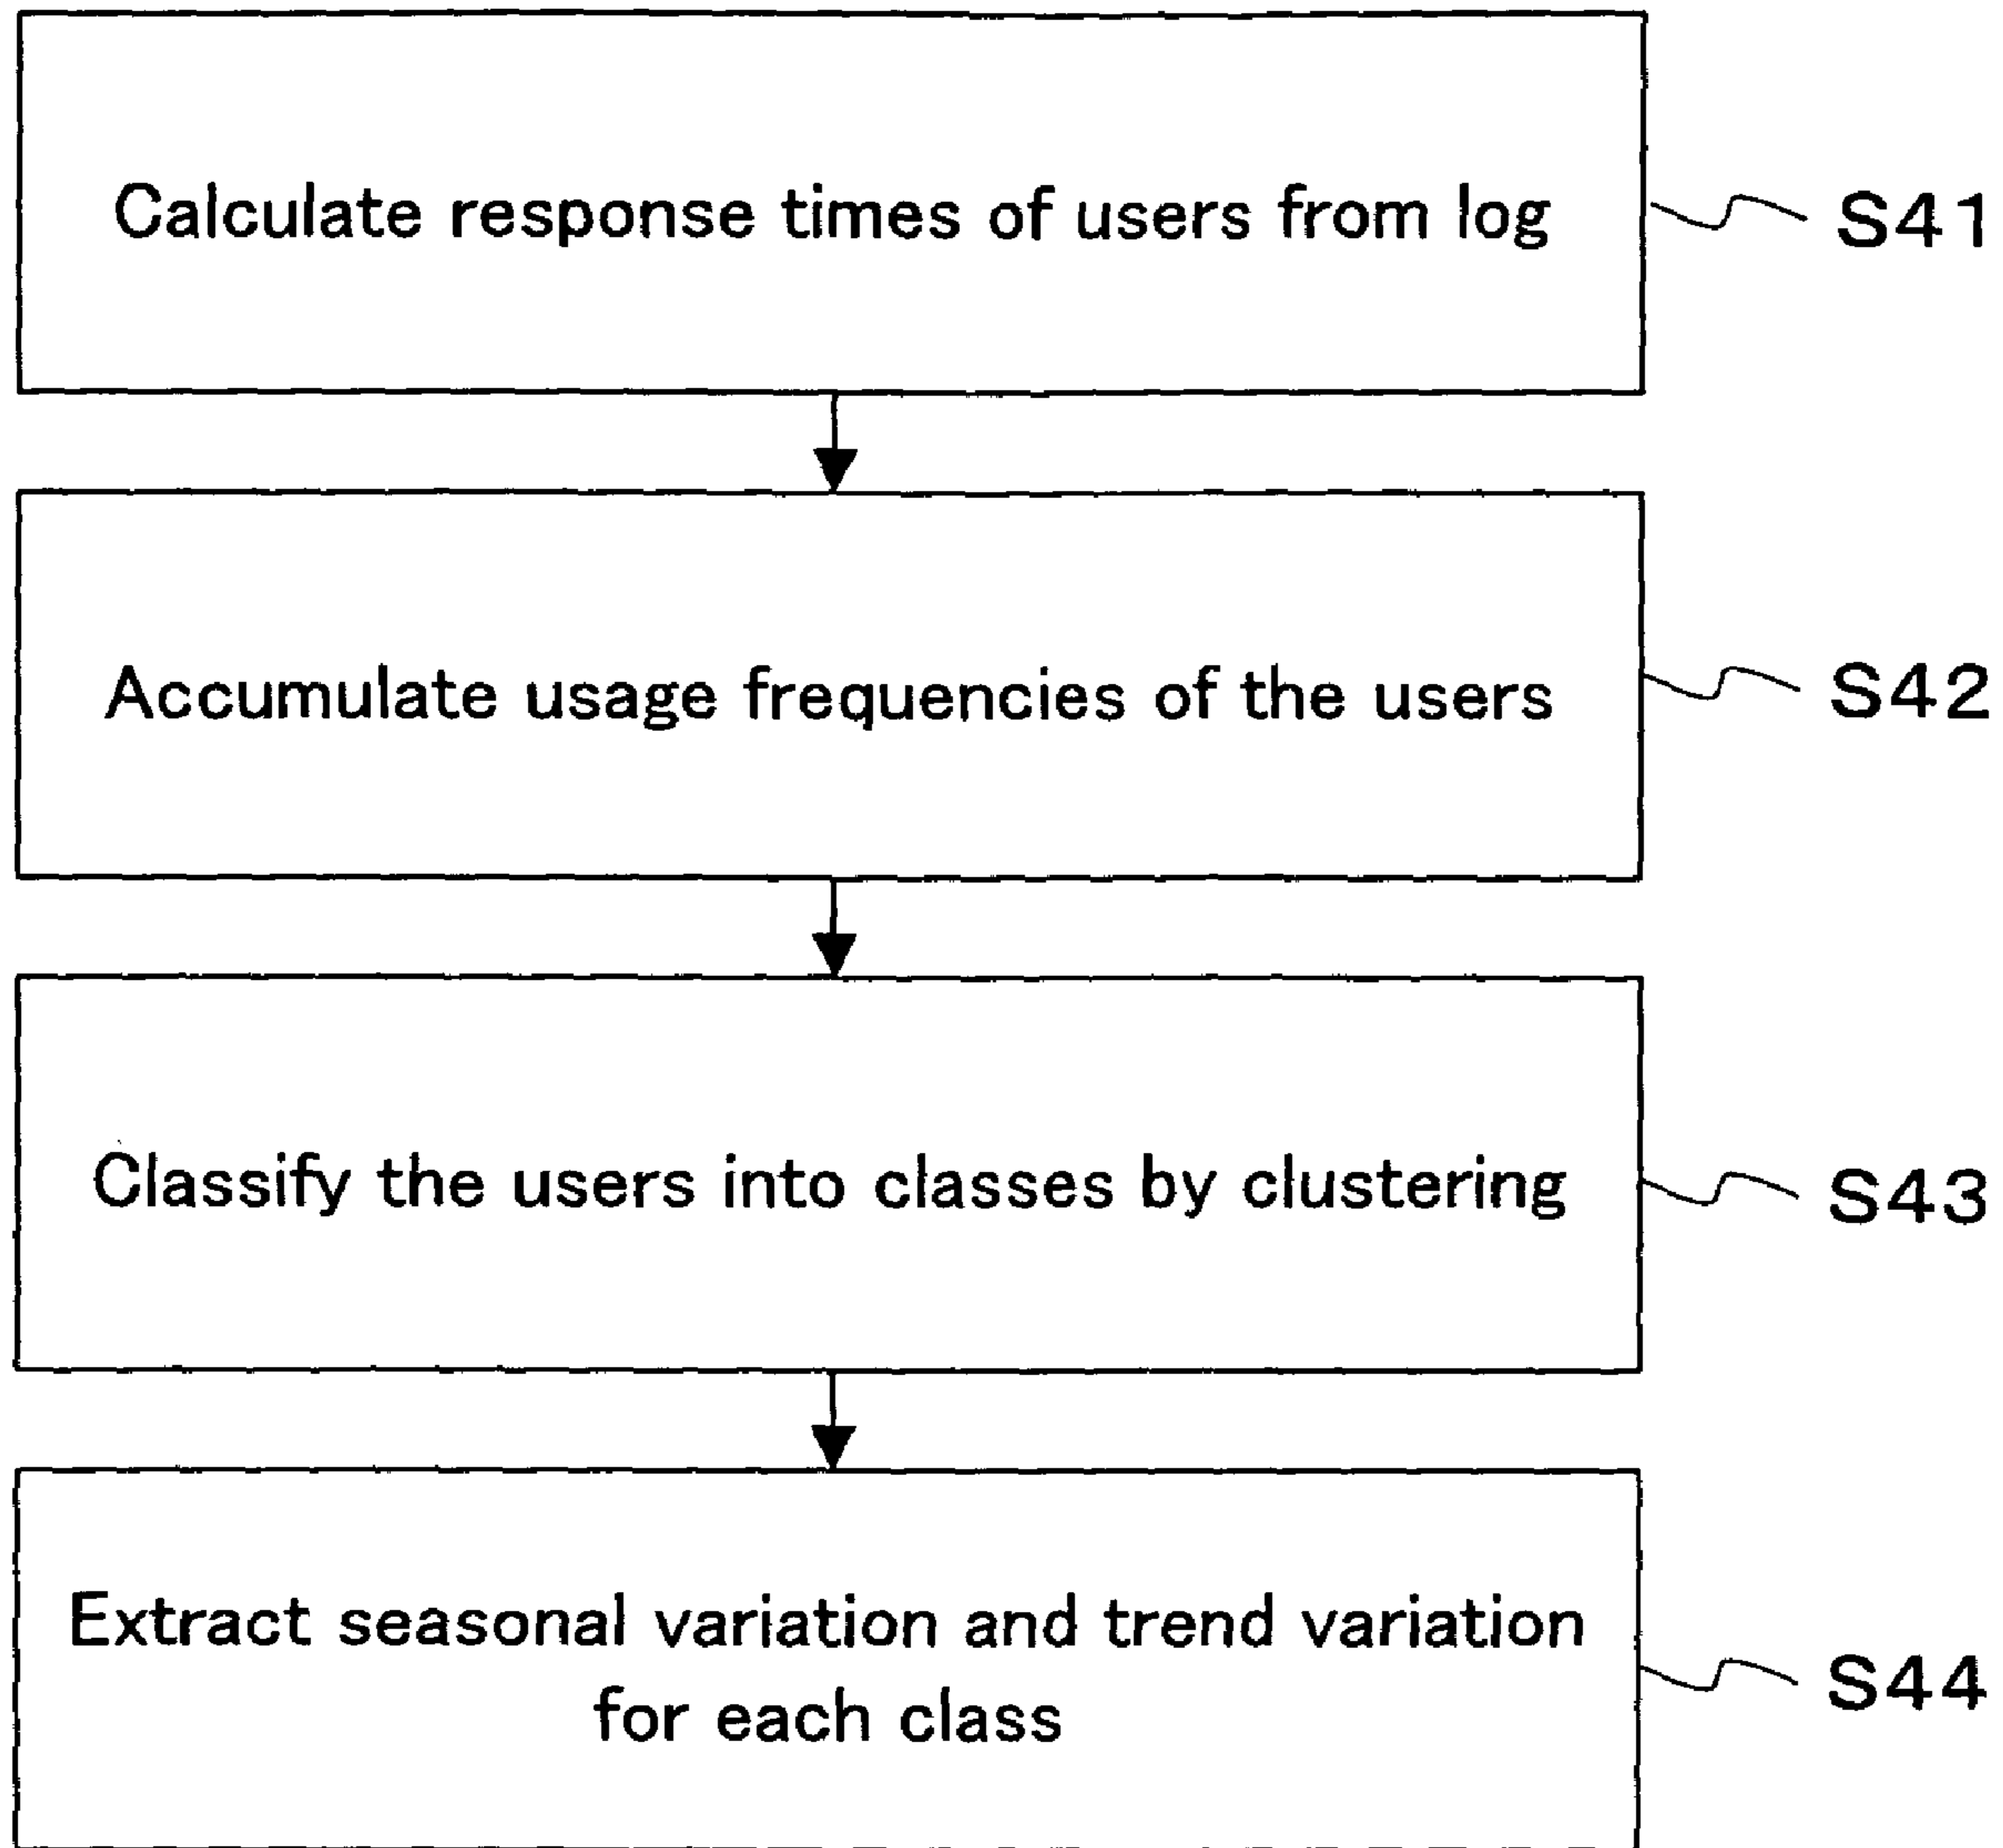 Calculate response times of users from log
S41
Accumulate usage frequencies of the users
S42
Classify the users into classes by clustering
S43
Extract seasonal variation and trend variation
for each class
S44